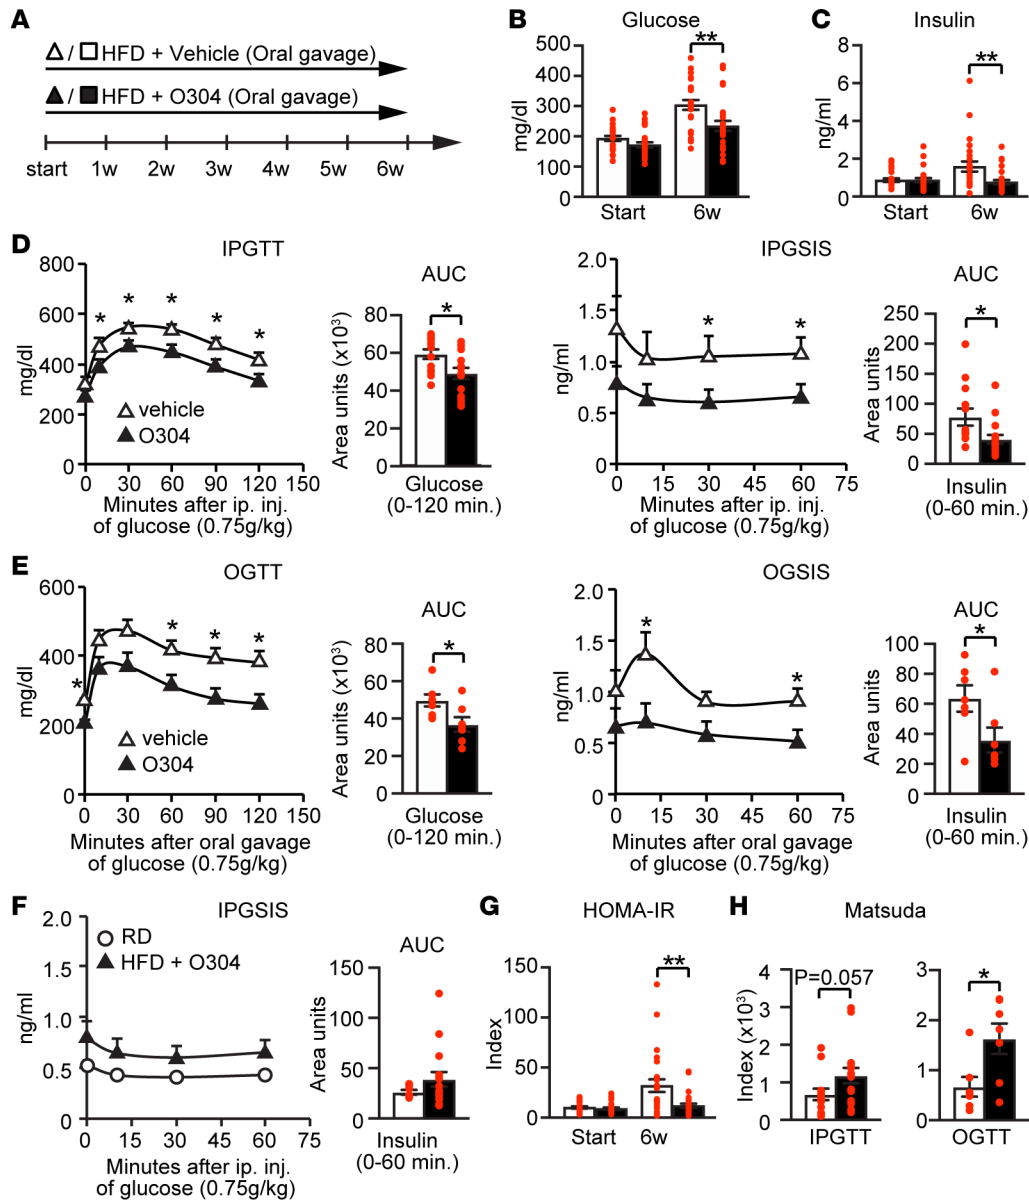 A
△ / □ HFD + Vehicle (Oral gavage)
▲ / ■ HFD + O304 (Oral gavage)
start 1w 2w 3w 4w 5w 6w
B
Glucose
**
mg/dl
500
400
300
200
100
0
Start 6w
C
Insulin
**
ng/ml
8
6
4
2
0
Start 6w
D
IPGTT
mg/dl
800
600
400
200
0
* * * * *
△ vehicle
▲ O304
0 30 60 90 120 150
Minutes after ip. inj.
of glucose (0.75g/kg)
AUC
*
Area units (x10³)
80
60
40
20
0
Glucose
(0-120 min.)
IPGSIS
ng/ml
2.0
1.5
1.0
0.5
0
* *
0 15 30 45 60 75
Minutes after ip. inj.
of glucose (0.75g/kg)
AUC
*
Area units
250
200
150
100
50
0
Insulin
(0-60 min.)
E
OGTT
mg/dl
600
400
200
0
* * * *
△ vehicle
▲ O304
0 30 60 90 120 150
Minutes after oral gavage
of glucose (0.75g/kg)
AUC
*
Area units (x10³)
80
60
40
20
0
Glucose
(0-120 min.)
OGSIS
ng/ml
2.0
1.5
1.0
0.5
0
* *
0 15 30 45 60 75
Minutes after oral gavage
of glucose (0.75g/kg)
AUC
*
Area units
100
80
60
40
20
0
Insulin
(0-60 min.)
F
IPGSIS
ng/ml
2.0
1.5
1.0
0.5
0
○ RD
▲ HFD + O304
0 15 30 45 60 75
Minutes after ip. inj.
of glucose (0.75g/kg)
AUC
Area units
150
100
50
0
Insulin
(0-60 min.)
G
HOMA-IR
**
Index
150
100
50
0
Start 6w
H
Matsuda
P=0.057
Index (x10³)
4
3
2
1
0
IPGTT
*
3
2
1
0
OGTT